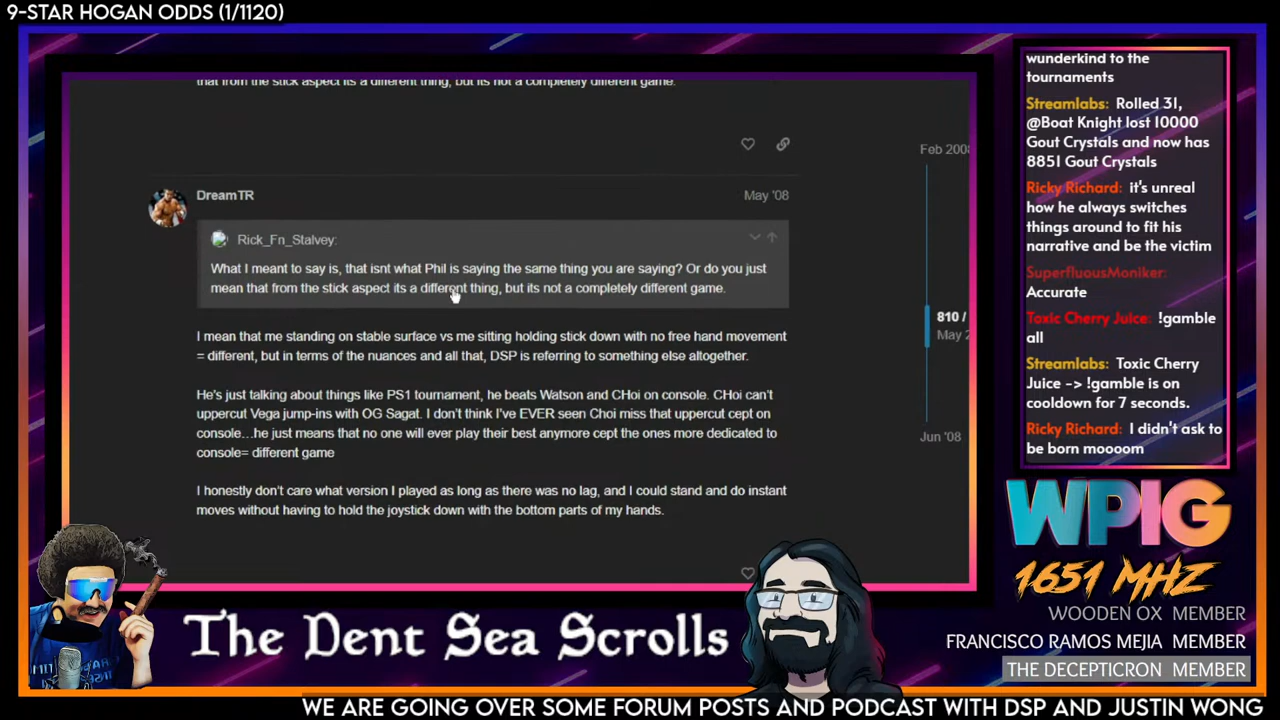 9-STAR HOGAN ODDS (1/1120)
that from the stick aspect its a different thing, but its not a completely different game.
Feb 2008
DreamTR
May '08
Rick_Fn_Stalvey:
What I meant to say is, that isnt what Phil is saying the same thing you are saying? Or do you just
mean that from the stick aspect its a different thing, but its not a completely different game.
I mean that me standing on stable surface vs me sitting holding stick down with no free hand movement
= different, but in terms of the nuances and all that, DSP is referring to something else altogether.
He's just talking about things like PS1 tournament, he beats Watson and CHoi on console. CHoi can't
uppercut Vega jump-ins with OG Sagat. I don't think I've EVER seen Choi miss that uppercut cept on
console…he just means that no one will ever play their best anymore cept the ones more dedicated to
console= different game
I honestly don't care what version I played as long as there was no lag, and I could stand and do instant
moves without having to hold the joystick down with the bottom parts of my hands.
810 /
May 2
Jun '08
wunderkind to the
tournaments
Streamlabs: Rolled 31,
@Boat Knight lost 10000
Gout Crystals and now has
8851 Gout Crystals
Ricky Richard: it's unreal
how he always switches
things around to fit his
narrative and be the victim
SuperfluousMoniker:
Accurate
Toxic Cherry Juice: !gamble
all
Streamlabs: Toxic Cherry
Juice -> !gamble is on
cooldown for 7 seconds.
Ricky Richard: I didn't ask to
be born moooom
WPIG
1651 MHZ
WOODEN OX MEMBER
FRANCISCO RAMOS MEJIA MEMBER
THE DECEPTICRON MEMBER
The Dent Sea Scrolls
WE ARE GOING OVER SOME FORUM POSTS AND PODCAST WITH DSP AND JUSTIN WONG